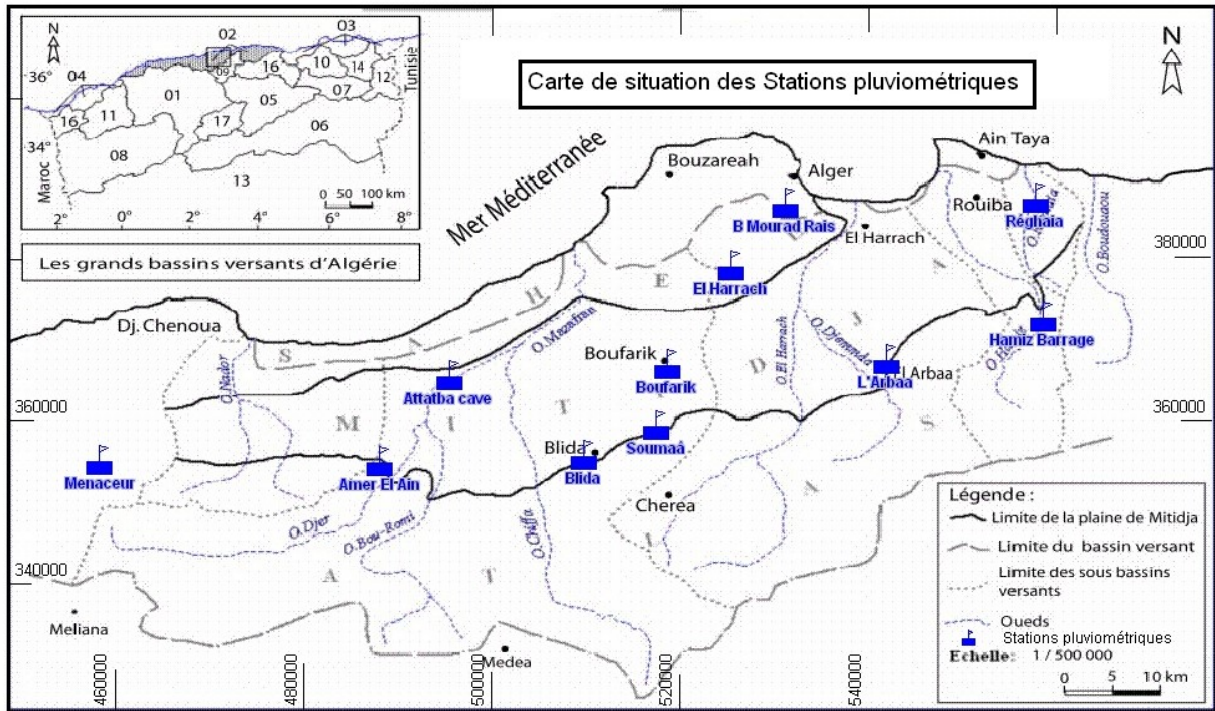 Carte de situation des Stations pluviométriques
N
02
03
04
36°
16
10
14
12
09
01
05
07
16
11
17
06
34°
08
13
Maroc
Tunisie
0 50 100 km
2° 0° 2° 4° 6° 8°
Les grands bassins versants d'Algérie
N
Mer Méditerranée
Ain Taya
Bouzareah
Alger
Rouiba
Réghaia
B Mourad Rais
El Harrach
380000
O.Boudouaou
El Harrach
Dj. Chenoua
S A H E L
O.Mazafran
O.El Harrach
O.Djemmaa
Hamiz Barrage
O.Nador
Boufarik
Boufarik
L'Arbaa
El Arbaa
Attatba cave
360000
360000
M I T I D J A
Soumaâ
Blida
Blida
Menaceur
Amer El Ain
Cherea
O.Djer
O.Bou-Romi
O.Chiffa
A T L A S
340000
Meliana
Medea
460000
480000
500000
520000
540000
Légende :
Limite de la plaine de Mitidja
Limite du bassin versant
Limite des sous bassins
versants
Oueds
Stations pluviométriques
Echelle: 1 / 500 000
0 5 10 km